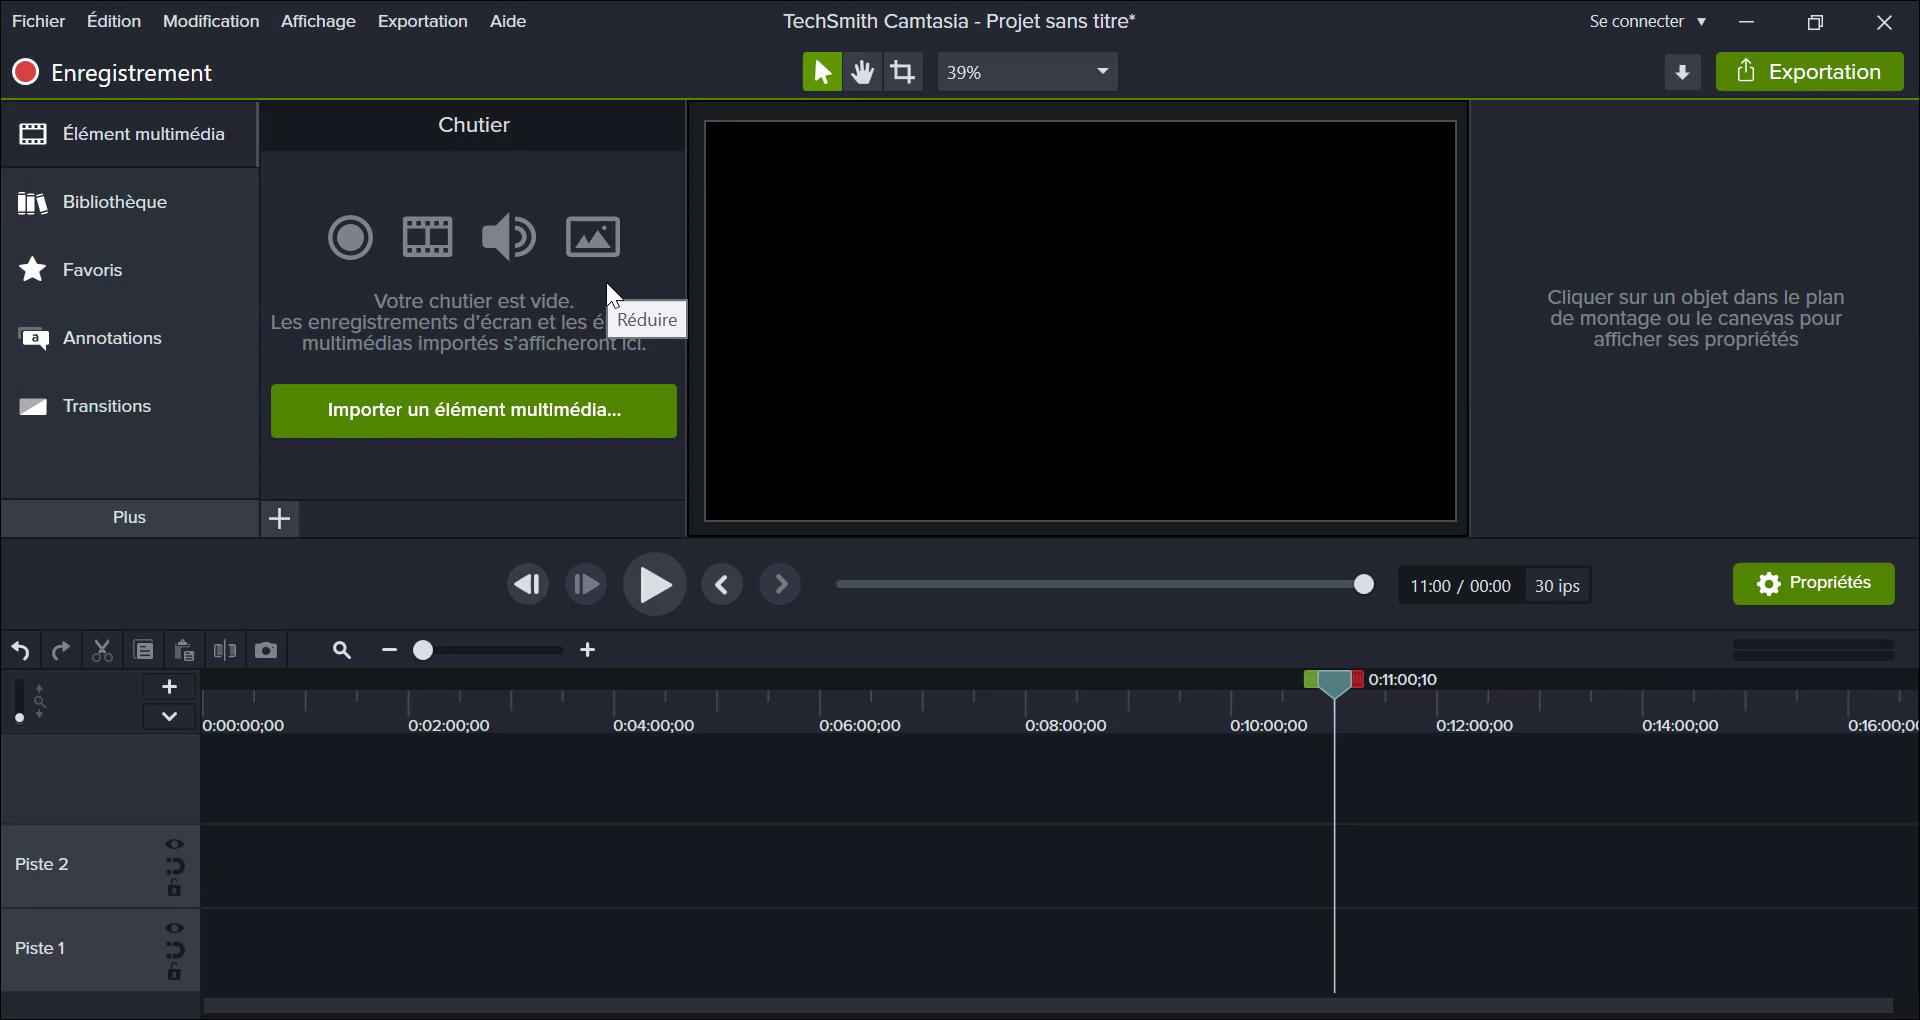 Fichier Édition Modification Affichage Exportation Aide TechSmith Camtasia - Projet sans titre* Se connecter
Enregistrement 39% Exportation
Élément multimédia
Bibliothèque
Favoris
Annotations
Transitions
Plus
Chutier
Votre chutier est vide.
Les enregistrements d'écran et les
multimédias importés s'afficheront ici.
Réduire
Importer un élément multimédia...
Cliquer sur un objet dans le plan
de montage ou le canevas pour
afficher ses propriétés
11:00 / 00:00 30 ips Propriétés
0:11:00;10
0:00:00;00 0:02:00;00 0:04:00;00 0:06:00;00 0:08:00;00 0:10:00;00 0:12:00;00 0:14:00;00 0:16:00;0
Piste 2
Piste 1